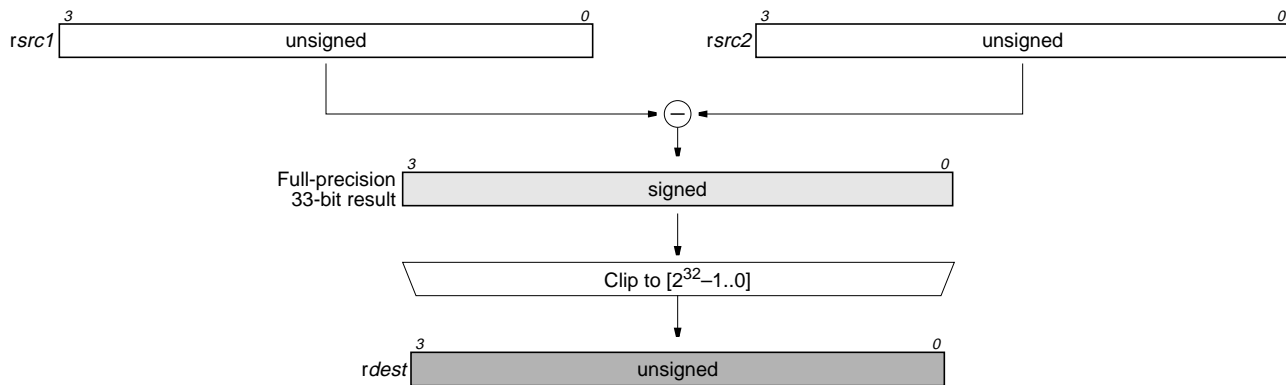 3 0 3 0
rsrc1 unsigned rsrc2 unsigned
−
3 0
Full-precision
33-bit result
signed
Clip to [2³²–1..0]
3 0
rdest unsigned